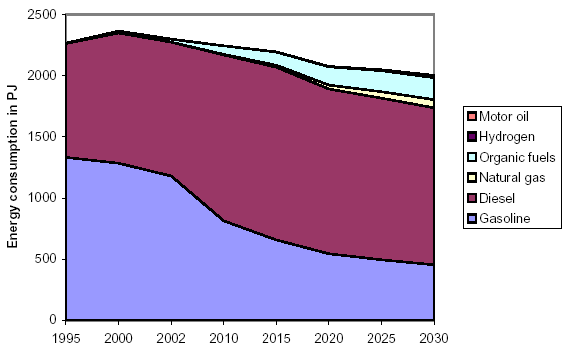 2500
2000
1500
1000
500
0
Energy consumption in PJ
1995 2000 2002 2010 2015 2020 2025 2030
Motor oil
Hydrogen
Organic fuels
Natural gas
Diesel
Gasoline